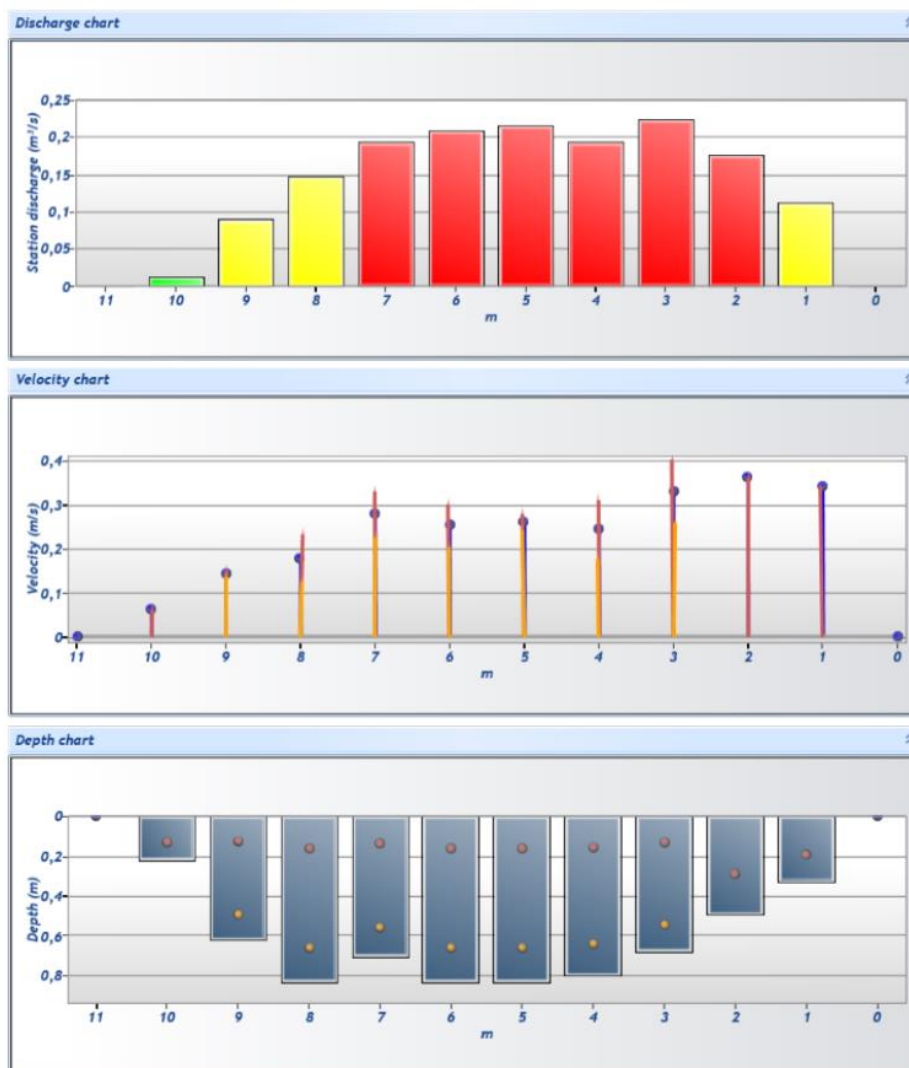 Discharge chart
Station discharge (m³/s)
0,25
0,2
0,15
0,1
0,05
0
11 10 9 8 7 6 5 4 3 2 1 0
m
Velocity chart
Velocity (m/s)
0,4
0,3
0,2
0,1
0
11 10 9 8 7 6 5 4 3 2 1 0
m
Depth chart
Depth (m)
0
0,2
0,4
0,6
0,8
11 10 9 8 7 6 5 4 3 2 1 0
m